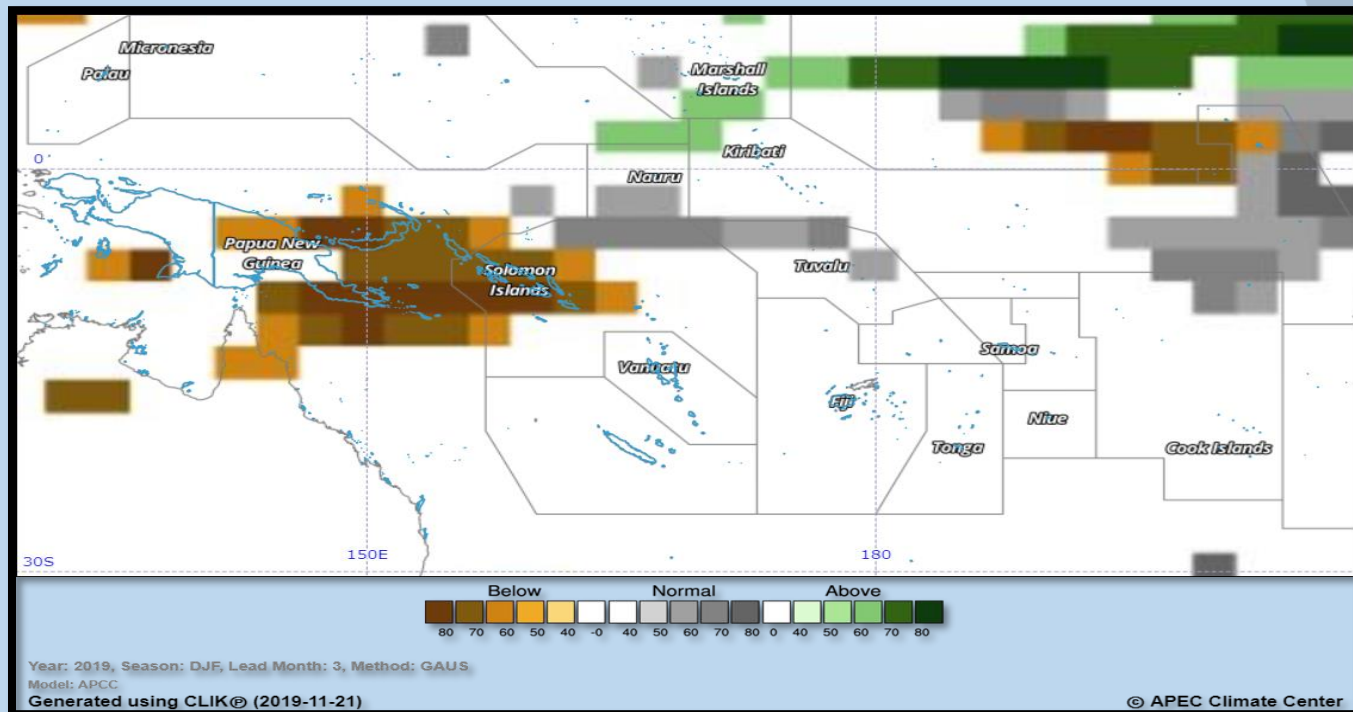 Micronesia
Palau
Marshall
Islands
Kiribati
0
Nauru
Papua New
Guinea
Solomon
Islands
Tuvalu
Samoa
Vanuatu
Fiji
Niue
Tonga
Cook Islands
30S
150E
180
Below Normal Above
80 70 60 50 40 -0 40 50 60 70 80 0 40 50 60 70 80
Year: 2019, Season: DJF, Lead Month: 3, Method: GAUS
Model: APCC
Generated using CLIK℗ (2019-11-21)
© APEC Climate Center